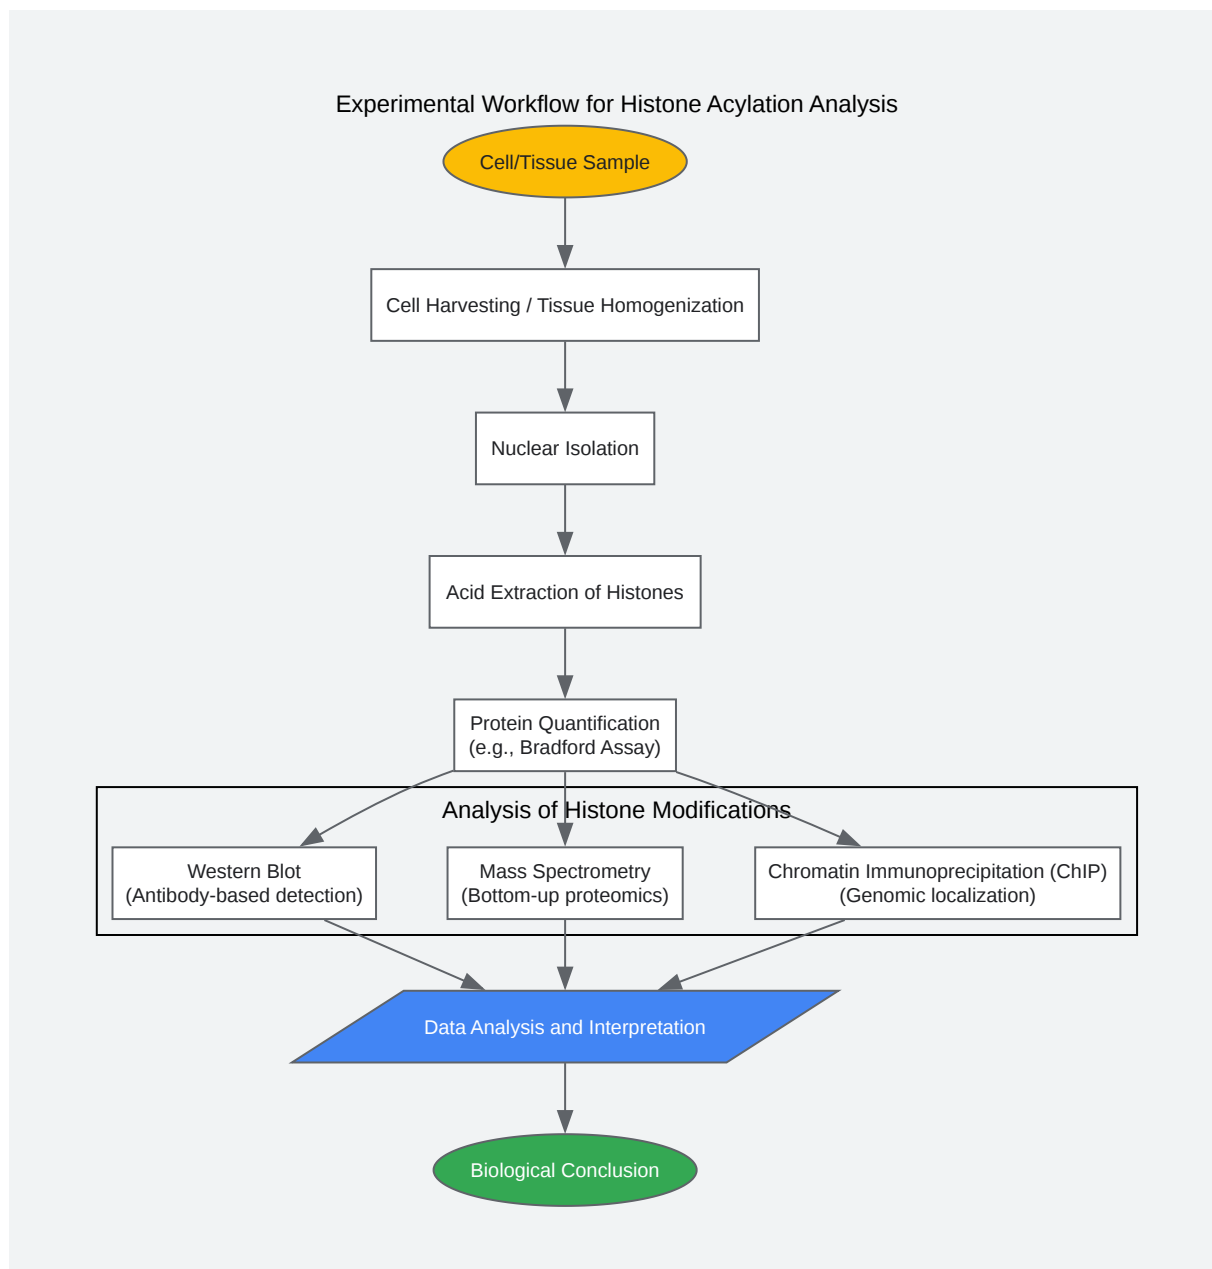 Experimental Workflow for Histone Acylation Analysis
Cell/Tissue Sample
Cell Harvesting / Tissue Homogenization
Nuclear Isolation
Acid Extraction of Histones
Protein Quantification
(e.g., Bradford Assay)
Analysis of Histone Modifications
Western Blot
(Antibody-based detection)
Mass Spectrometry
(Bottom-up proteomics)
Chromatin Immunoprecipitation (ChIP)
(Genomic localization)
Data Analysis and Interpretation
Biological Conclusion